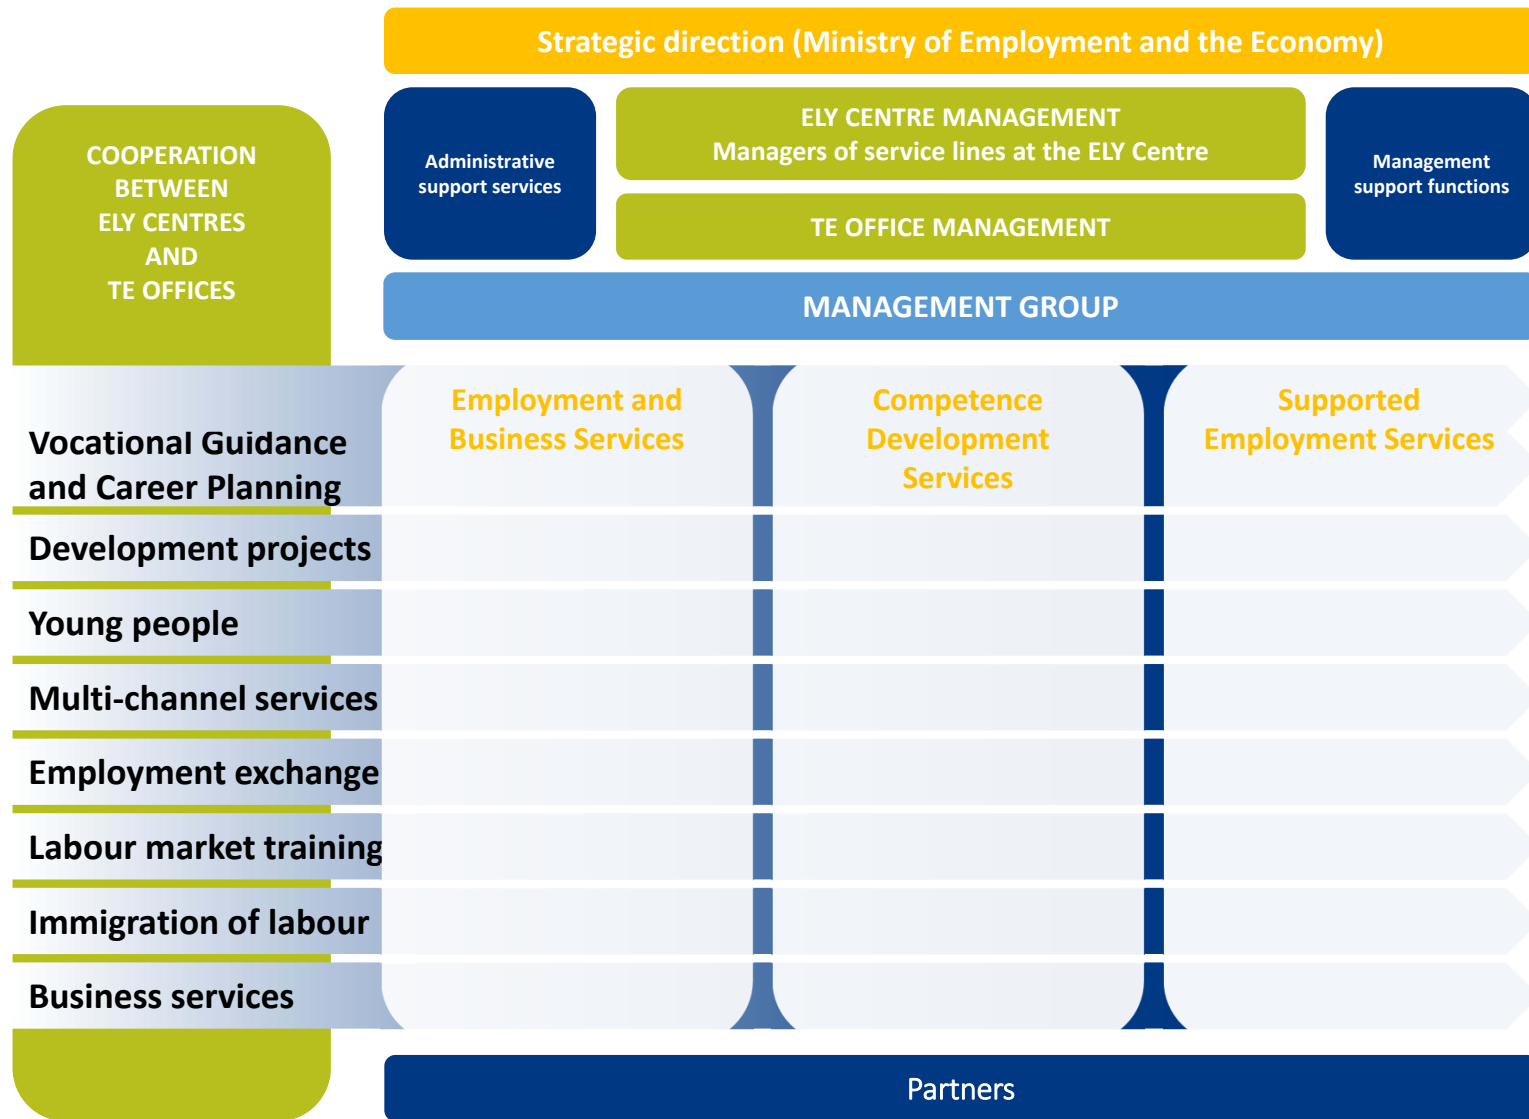 Strategic direction (Ministry of Employment and the Economy)
COOPERATION
BETWEEN
ELY CENTRES
AND
TE OFFICES
Administrative
support services
ELY CENTRE MANAGEMENT
Managers of service lines at the ELY Centre
TE OFFICE MANAGEMENT
Management
support functions
MANAGEMENT GROUP
Employment and
Business Services
Competence
Development
Services
Supported
Employment Services
Vocational Guidance
and Career Planning
Development projects
Young people
Multi-channel services
Employment exchange
Labour market training
Immigration of labour
Business services
Partners